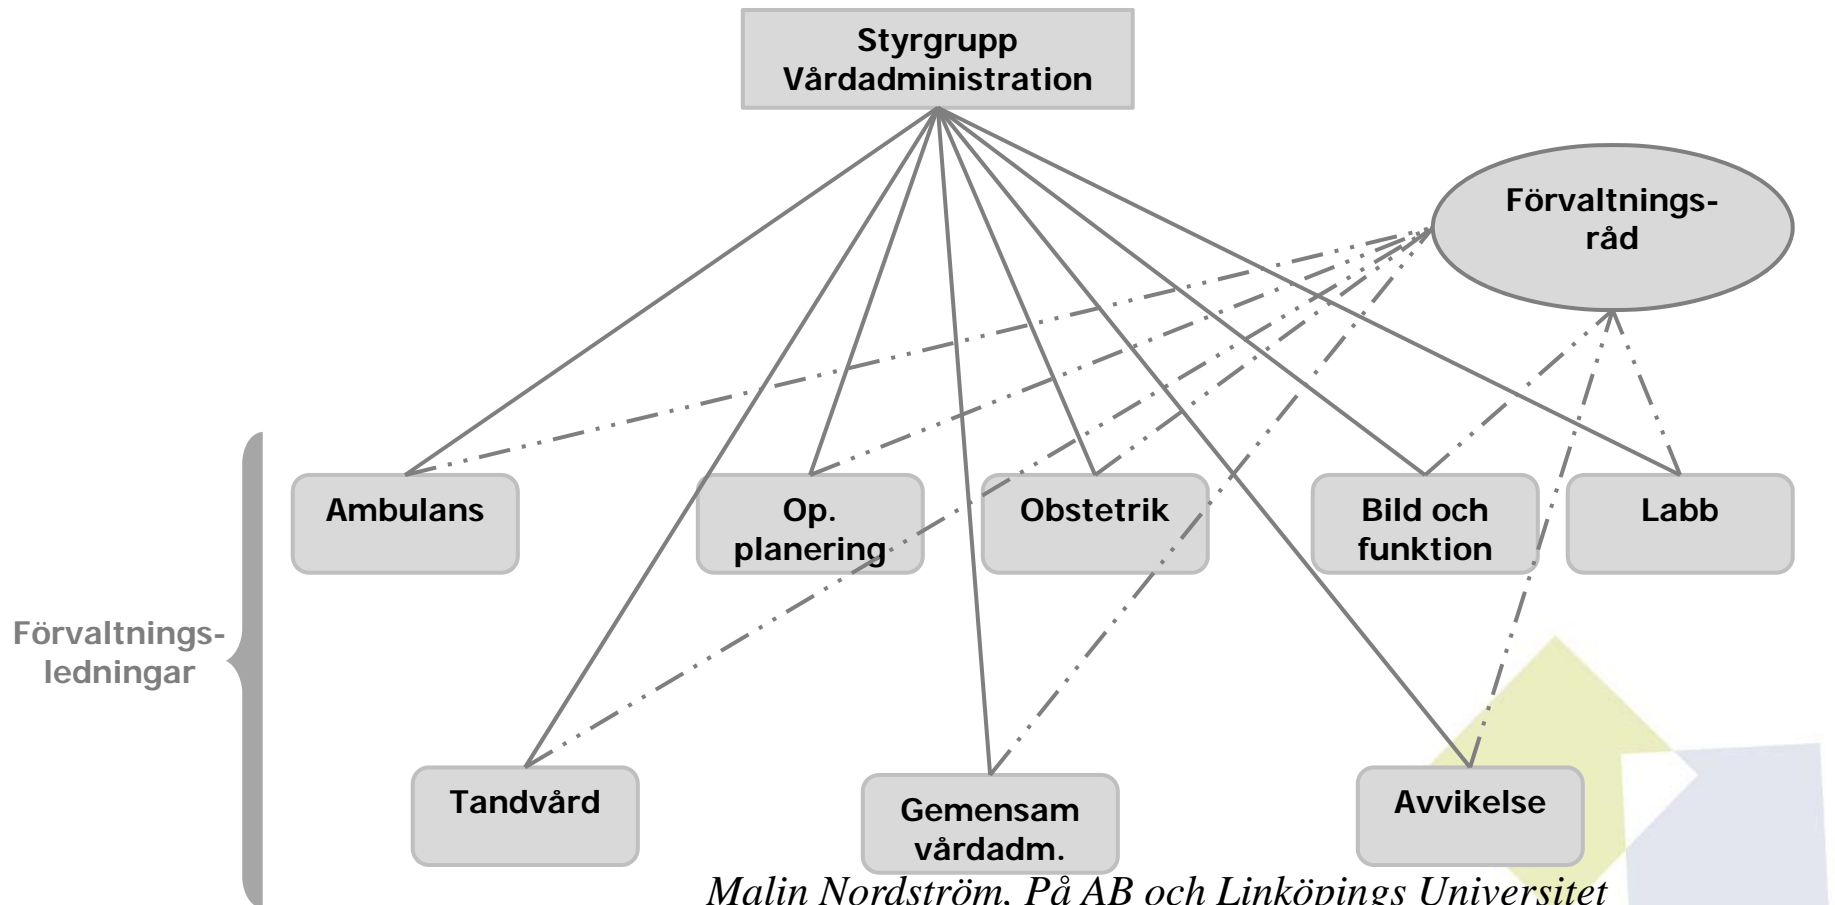 Styrgrupp
Vårdadministration
Förvaltnings-
råd
Ambulans
Op.
planering
Obstetrik
Bild och
funktion
Labb
Förvaltnings-
ledningar
Tandvård
Gemensam
vårdadm.
Avvikelse
Malin Nordström, På AB och Linköpings Universitet